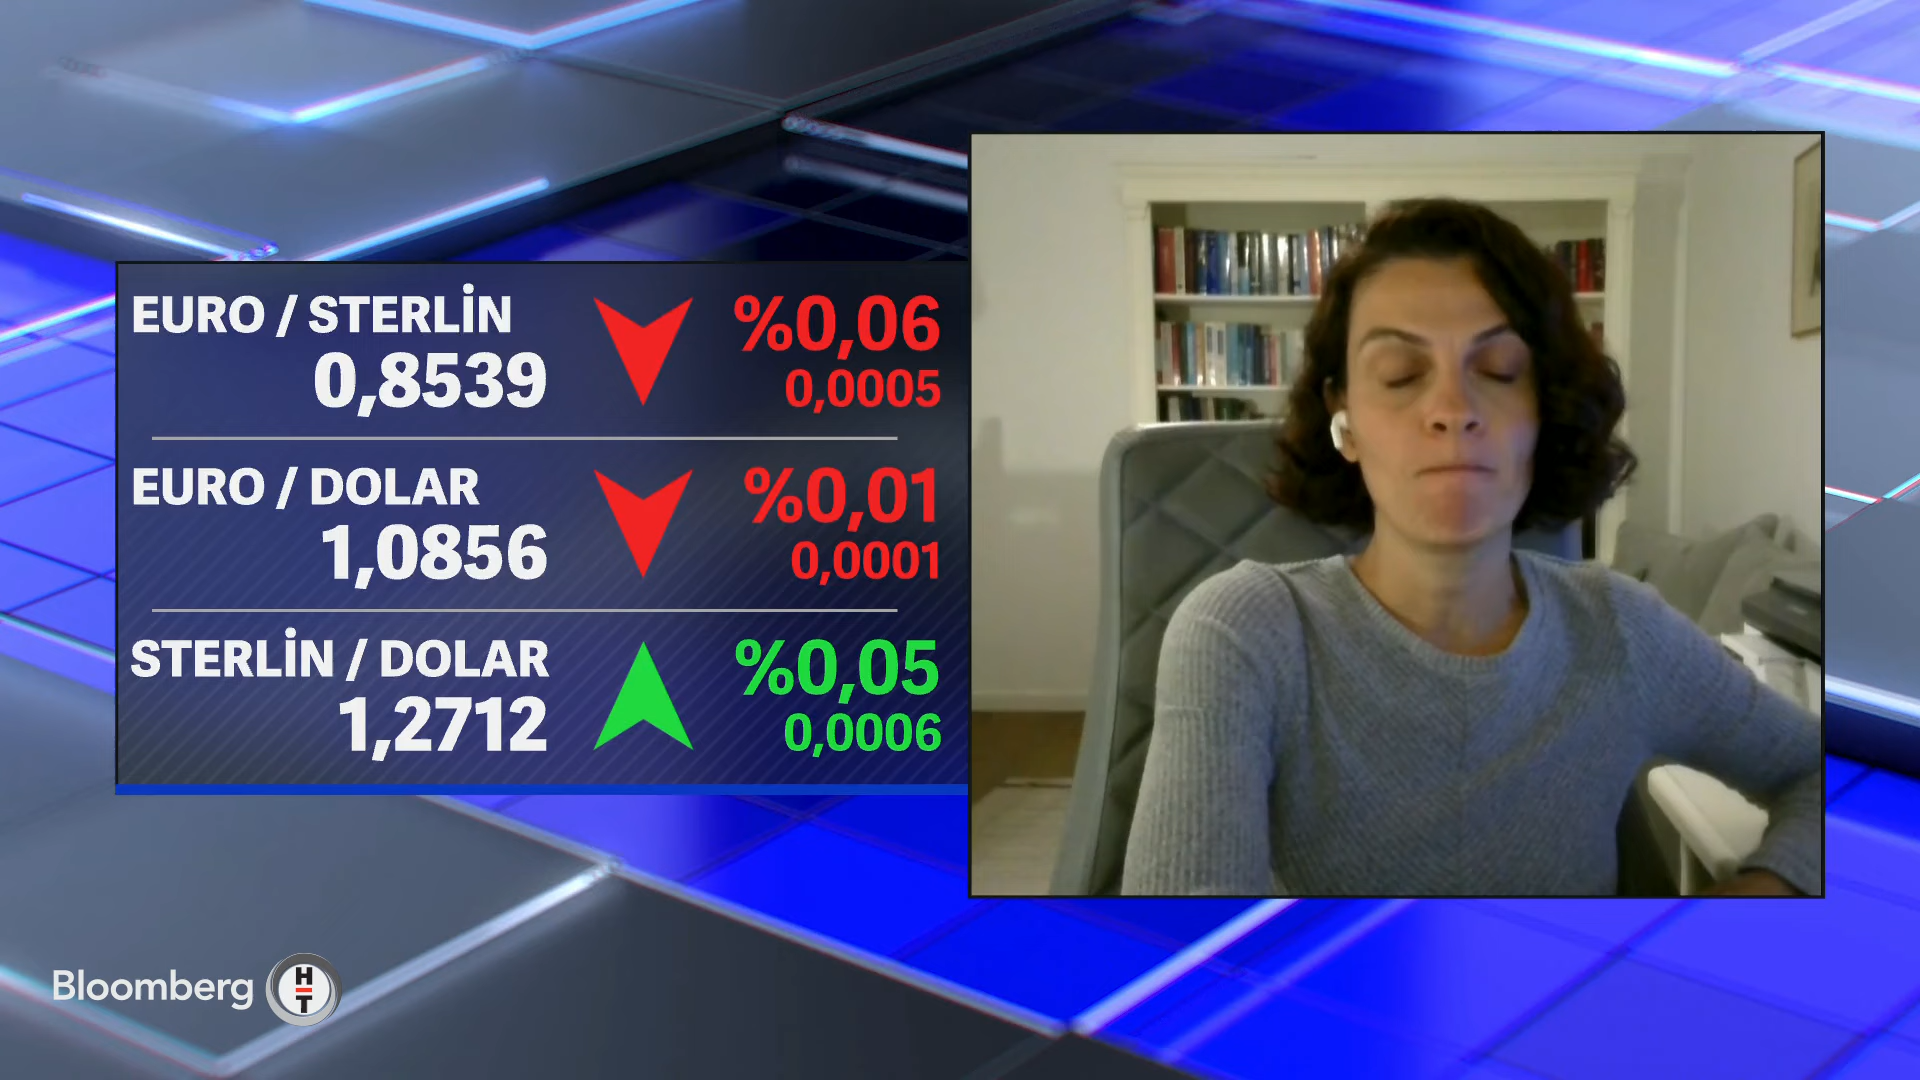 EURO / STERLİN
0,8539
%0,06
0,0005
EURO / DOLAR
1,0856
%0,01
0,0001
STERLİN / DOLAR
1,2712
%0,05
0,0006
Bloomberg HT